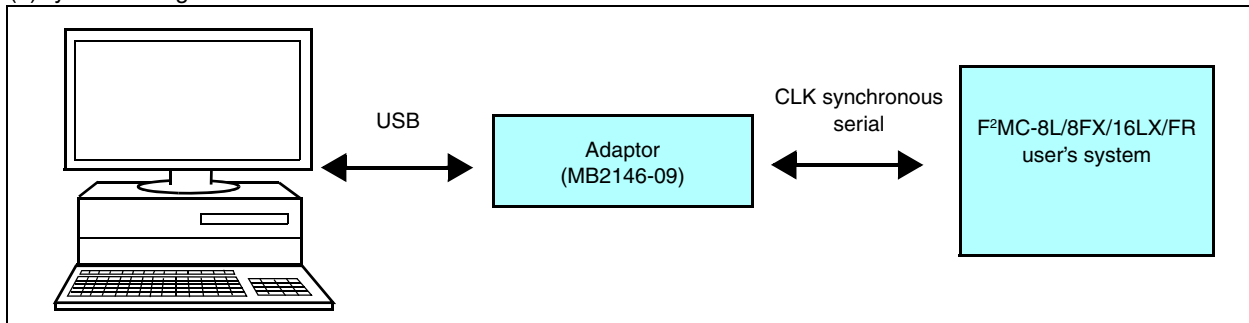 USB
Adaptor
(MB2146-09)
CLK synchronous
serial
F²MC-8L/8FX/16LX/FR
user's system